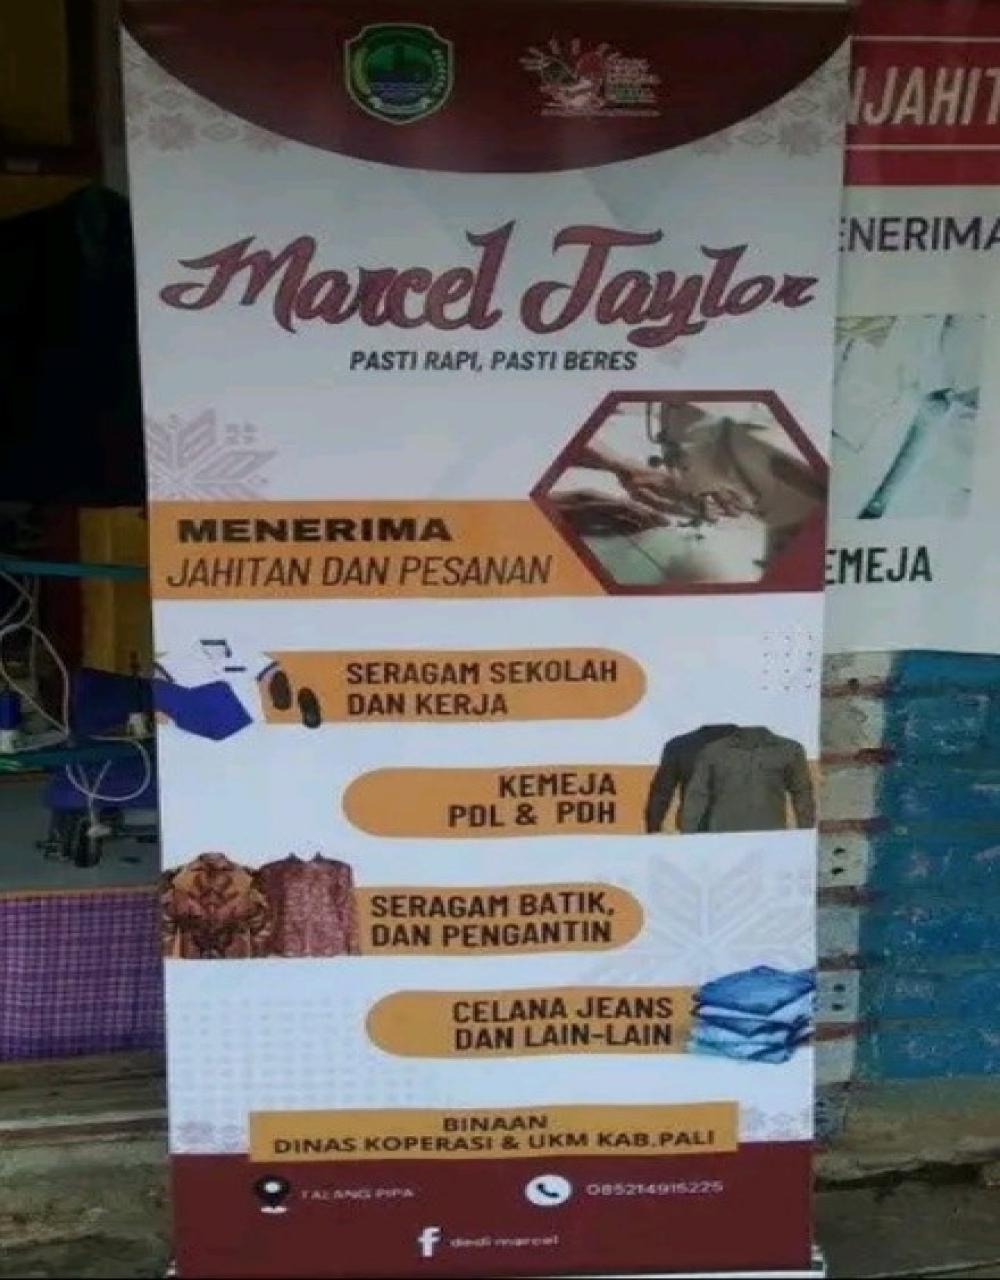 Marcel Taylor
PASTI RAPI, PASTI BERES
MENERIMA
JAHITAN DAN PESANAN
SERAGAM SEKOLAH
DAN KERJA
KEMEJA
PDL & PDH
SERAGAM BATIK,
DAN PENGANTIN
CELANA JEANS
DAN LAIN-LAIN
BINAAN
DINAS KOPERASI & UKM KAB.PALI
TALANG PIPA
085214915225
dedi marcel
NJAHIT
ENERIMA
EMEJA